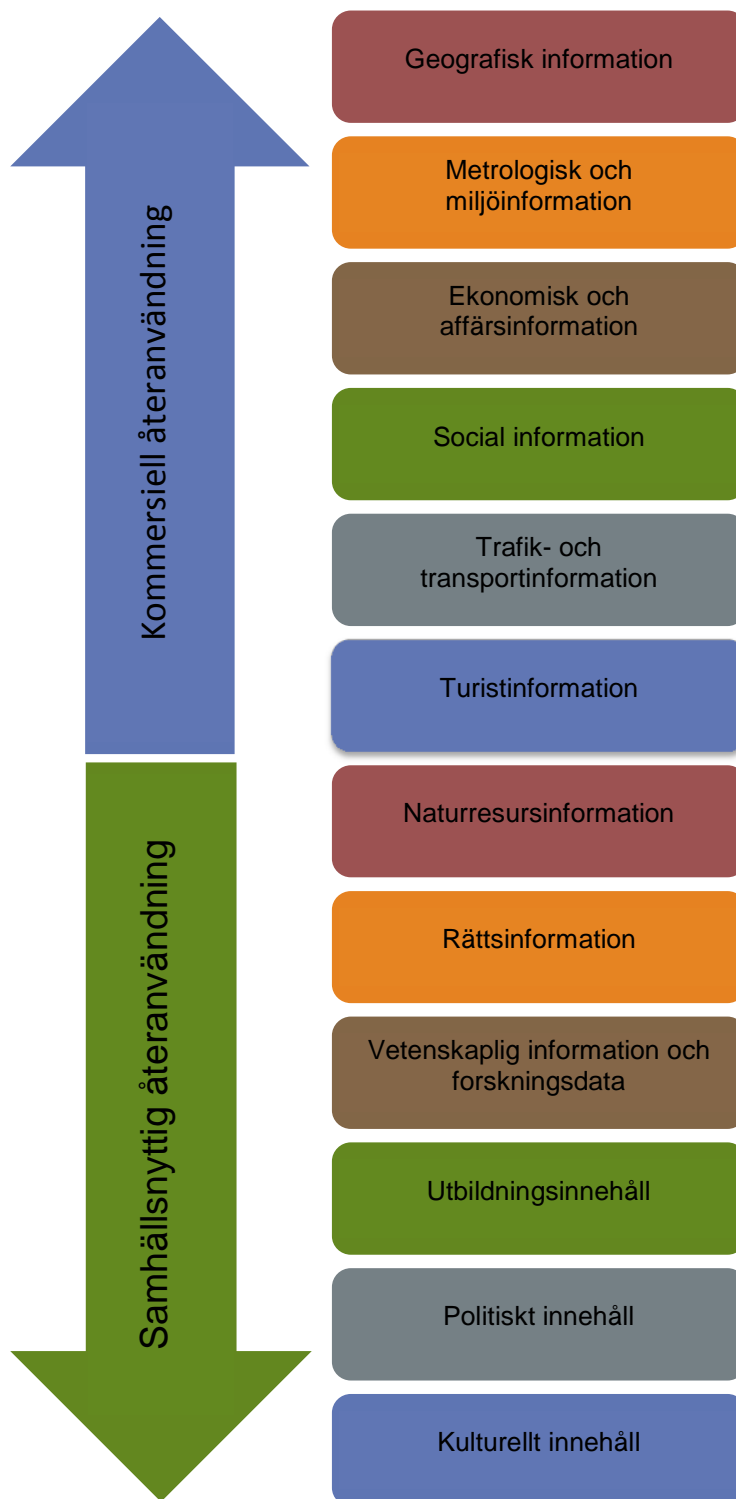 Kommersiell återanvändning
Samhällsnyttig återanvändning
Geografisk information
Metrologisk och
miljöinformation
Ekonomisk och
affärsinformation
Social information
Trafik- och
transportinformation
Turistinformation
Naturresursinformation
Rättsinformation
Vetenskaplig information och
forskningsdata
Utbildningsinnehåll
Politiskt innehåll
Kulturellt innehåll